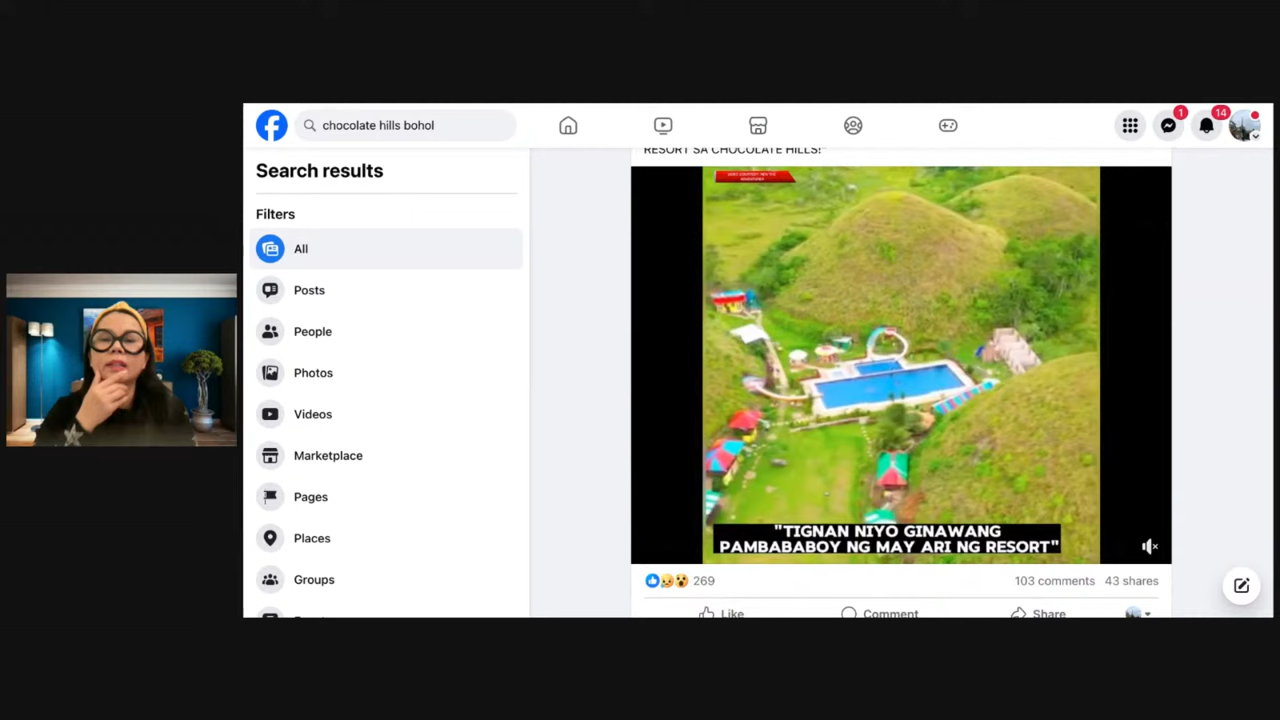 chocolate hills bohol
1
14
Search results
Filters
All
Posts
People
Photos
Videos
Marketplace
Pages
Places
Groups
RESORT SA CHOCOLATE HILLS!"
"TIGNAN NIYO GINAWANG
PAMBABABOY NG MAY ARI NG RESORT"
269
103 comments 43 shares
Like Comment Share